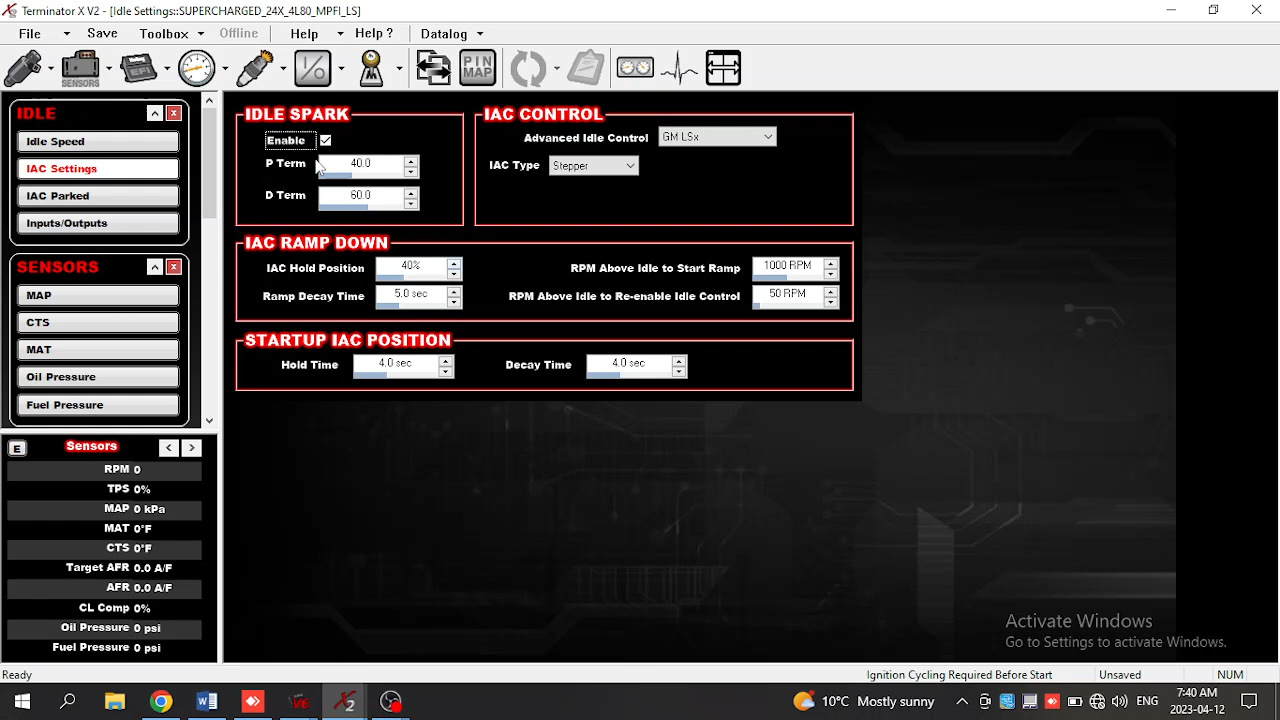 Terminator X V2 - [Idle Settings::SUPERCHARGED_24X_4L80_MPFI_LS]
File Save Toolbox Offline Help Help ? Datalog
SENSORS EFI I/O PIN MAP
IDLE
Idle Speed
IAC Settings
IAC Parked
Inputs/Outputs
SENSORS
MAP
CTS
MAT
Oil Pressure
Fuel Pressure
E Sensors < >
RPM 0
TPS 0%
MAP 0 kPa
MAT 0°F
CTS 0°F
Target AFR 0.0 A/F
AFR 0.0 A/F
CL Comp 0%
Oil Pressure 0 psi
Fuel Pressure 0 psi
IDLE SPARK
Enable
P Term 40.0
D Term 60.0
IAC CONTROL
Advanced Idle Control GM LSx
IAC Type Stepper
IAC RAMP DOWN
IAC Hold Position 40% RPM Above Idle to Start Ramp 1000 RPM
Ramp Decay Time 5.0 sec RPM Above Idle to Re-enable Idle Control 50 RPM
STARTUP IAC POSITION
Hold Time 4.0 sec Decay Time 4.0 sec
Activate Windows
Go to Settings to activate Windows.
Ready Ignition Cycling Required Before Start Unsaved NUM
10°C Mostly sunny ENG 7:40 AM
2023-04-12